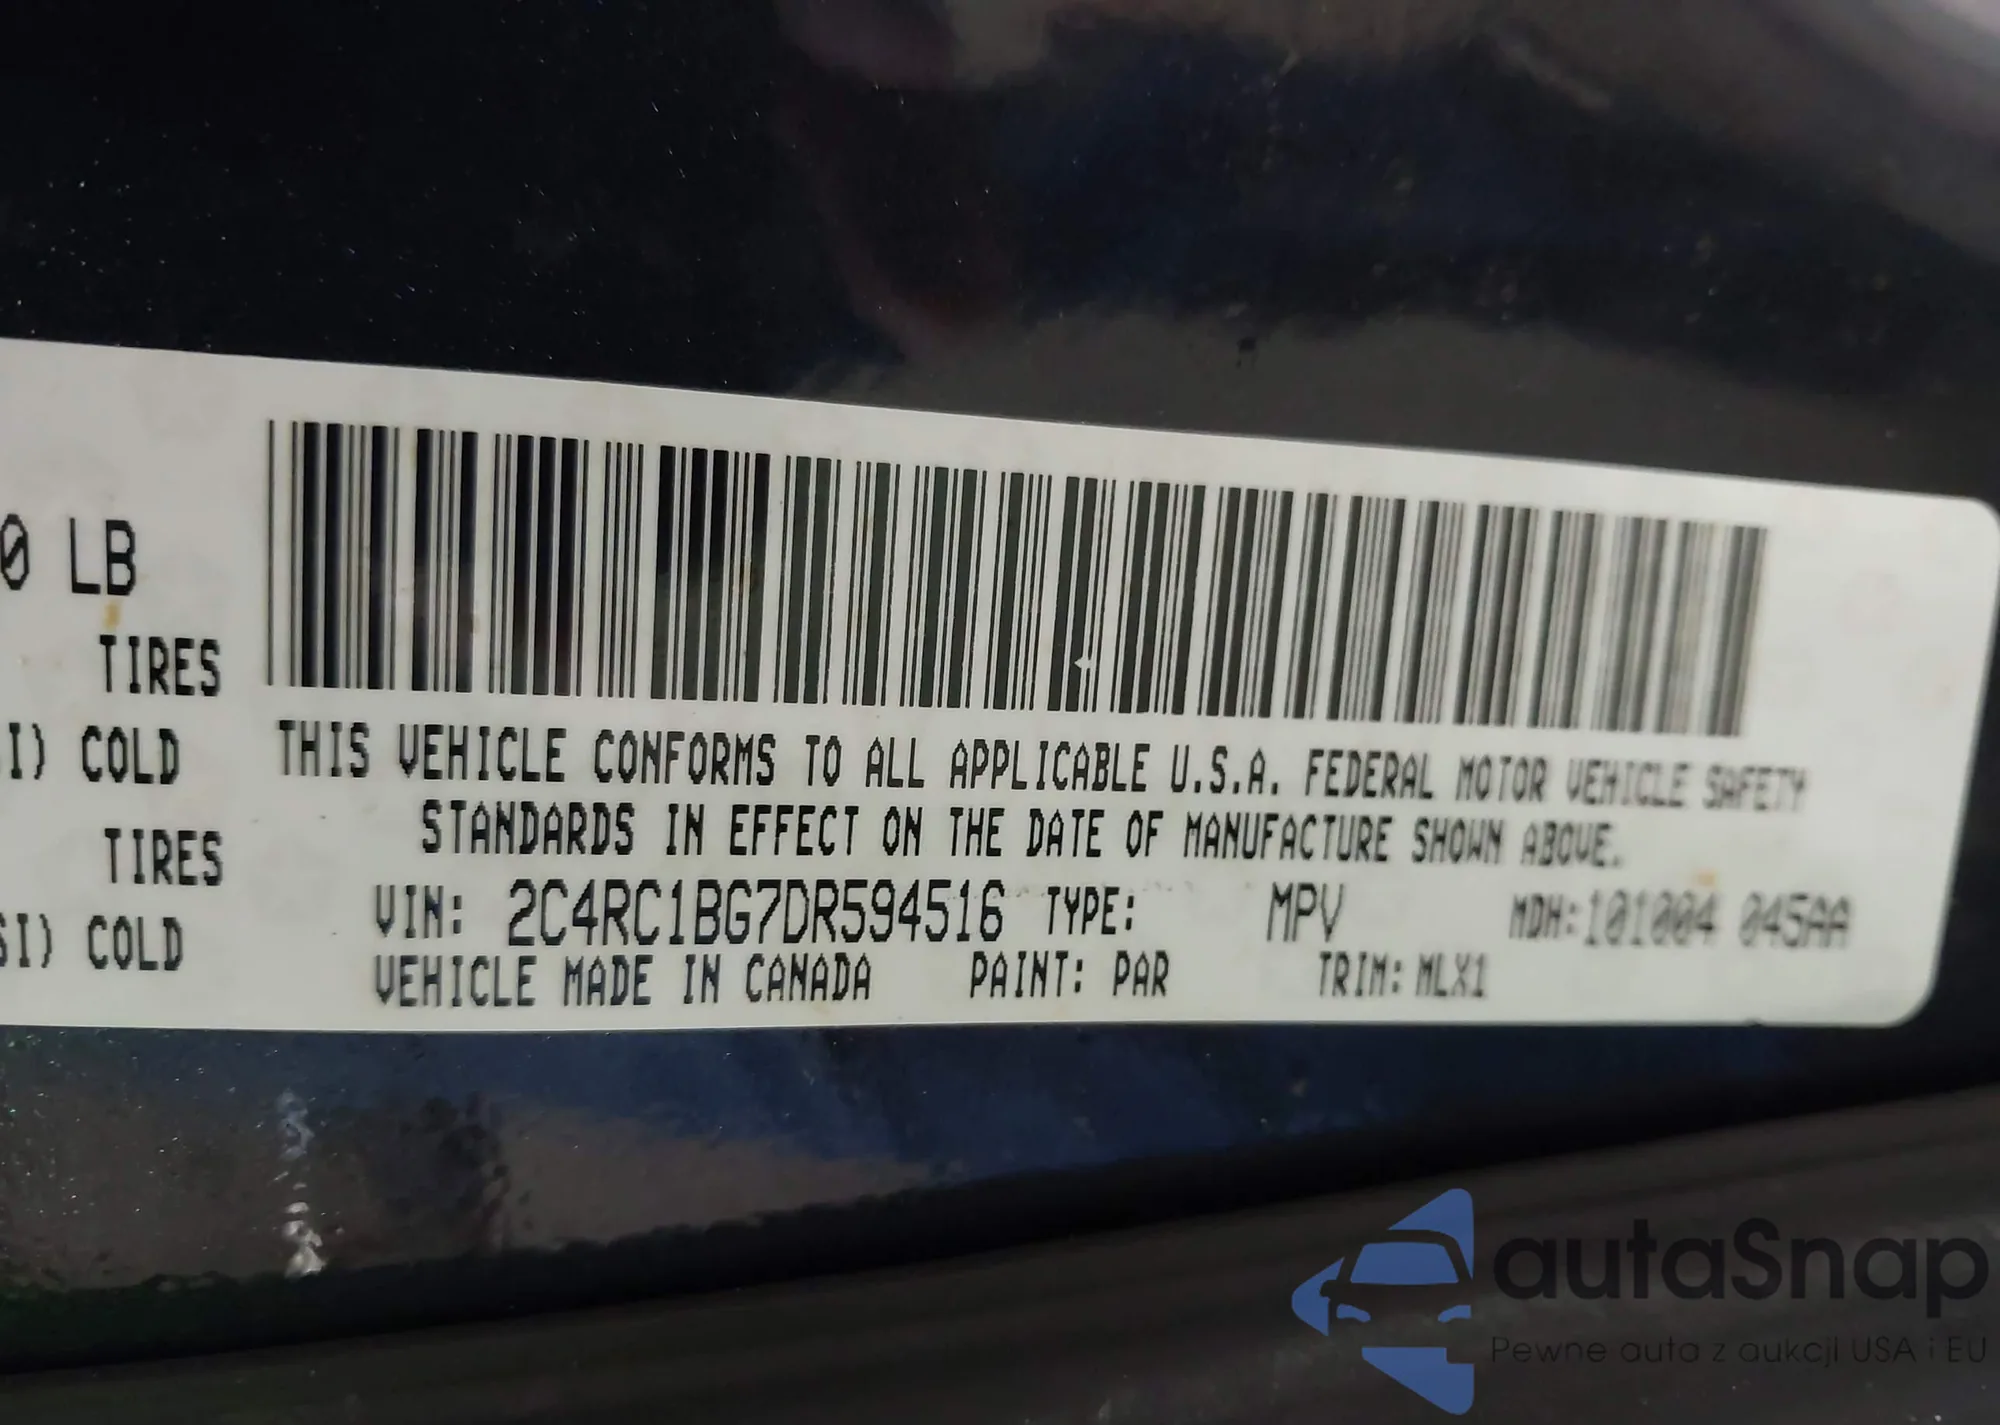 0 LB
TIRES
SI) COLD
TIRES
SI) COLD
THIS VEHICLE CONFORMS TO ALL APPLICABLE U.S.A. FEDERAL MOTOR VEHICLE SAFETY
STANDARDS IN EFFECT ON THE DATE OF MANUFACTURE SHOWN ABOVE.
VIN: 2C4RC1BG7DR594516 TYPE: MPV MDH:101004 045AA
VEHICLE MADE IN CANADA PAINT: PAR TRIM: MLX1
autaSnap
Pewne auta z aukcji USA i EU